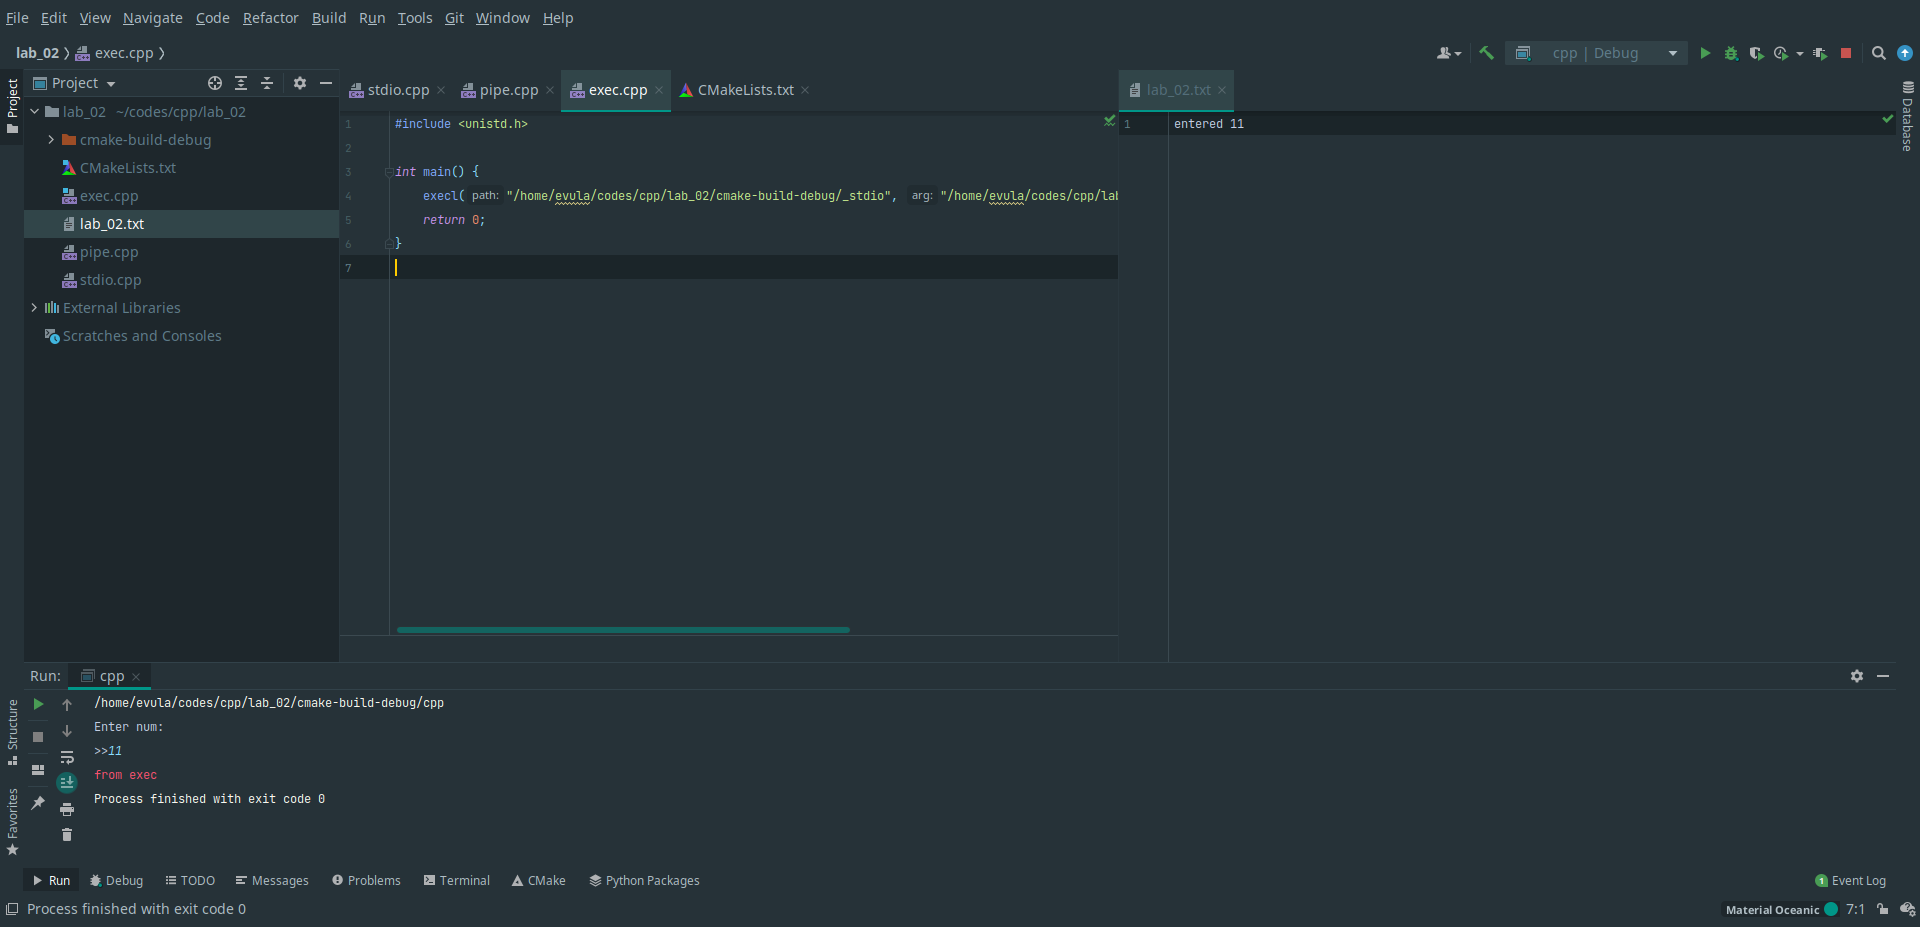 File Edit View Navigate Code Refactor Build Run Tools Git Window Help
lab_02 exec.cpp
cpp | Debug
Project
Project
lab_02 ~/codes/cpp/lab_02
cmake-build-debug
CMakeLists.txt
exec.cpp
lab_02.txt
pipe.cpp
stdio.cpp
External Libraries
Scratches and Consoles
stdio.cpp pipe.cpp exec.cpp CMakeLists.txt
1 #include <unistd.h>
2
3 int main() {
4 execl( path: "/home/evula/codes/cpp/lab_02/cmake-build-debug/_stdio", arg: "/home/evula/codes/cpp/lab
5 return 0;
6 }
7
lab_02.txt
1 entered 11
Database
Run: cpp
/home/evula/codes/cpp/lab_02/cmake-build-debug/cpp
Enter num:
>>11
from exec
Process finished with exit code 0
Structure
Favorites
Run Debug TODO Messages Problems Terminal CMake Python Packages
1 Event Log
Process finished with exit code 0
Material Oceanic 7:1